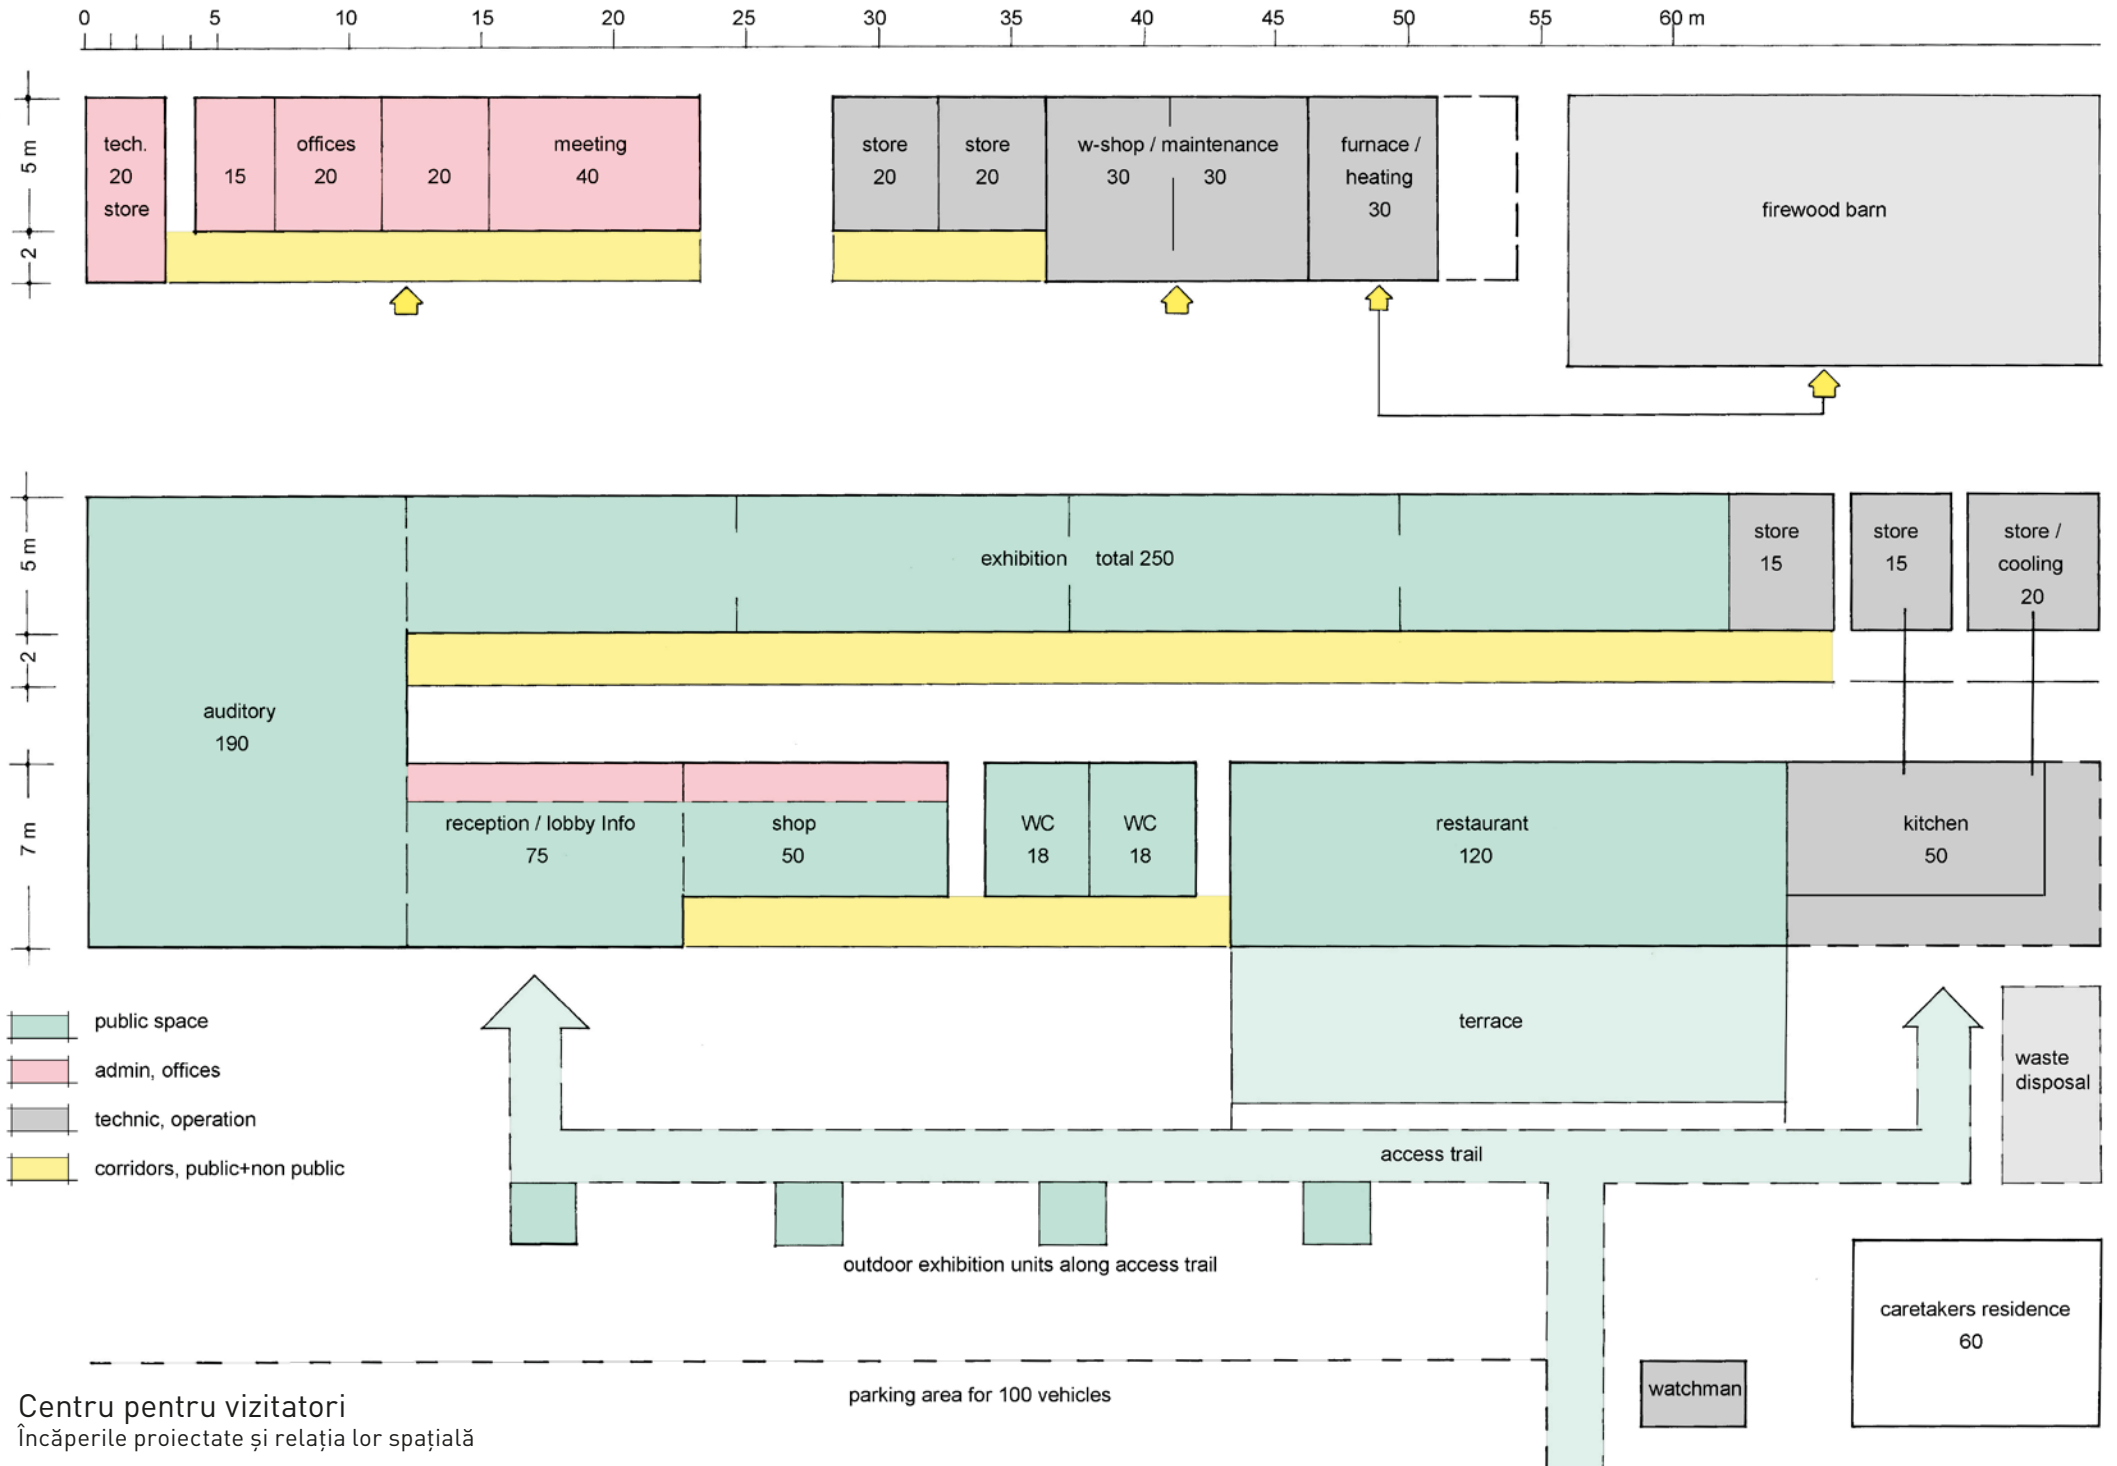 0 5 10 15 20 25 30 35 40 45 50 55 60 m
5 m
2
tech.
20
store
15
offices
20
20
meeting
40
store
20
store
20
w-shop / maintenance
30 30
furnace /
heating
30
firewood barn
5 m
2
7 m
auditory
190
exhibition total 250
store
15
store
15
store /
cooling
20
reception / lobby Info
75
shop
50
WC
18
WC
18
restaurant
120
kitchen
50
terrace
waste
disposal
public space
admin, offices
technic, operation
corridors, public+non public
access trail
outdoor exhibition units along access trail
caretakers residence
60
watchman
parking area for 100 vehicles
Centru pentru vizitatori
Încăperile proiectate și relația lor spațială